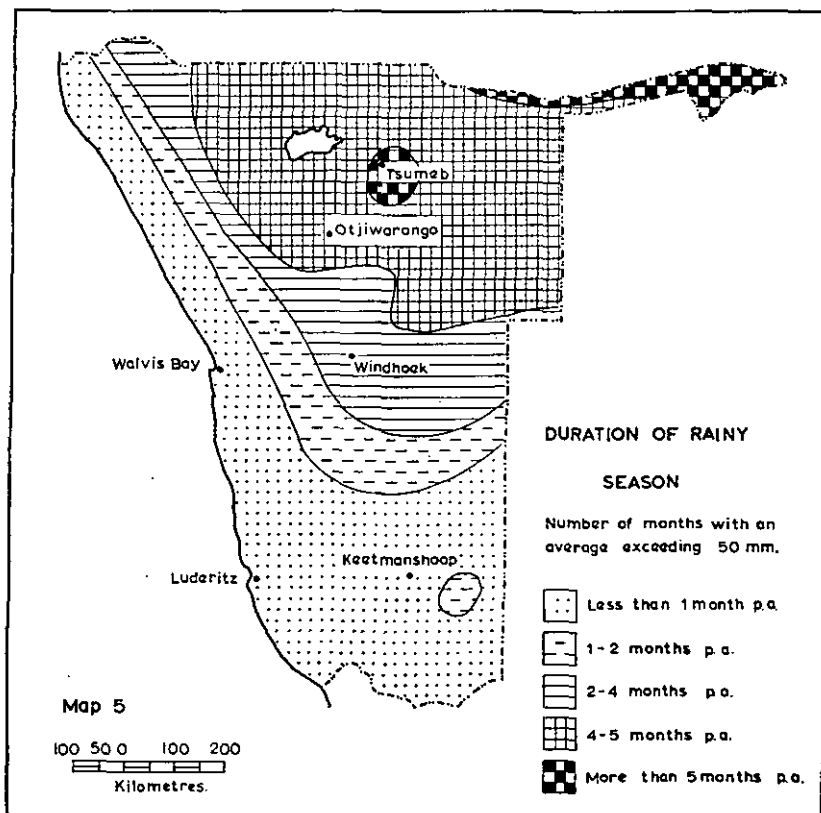 Tsumeb
Otjiwarango
Walvis Bay
Windhoek
DURATION OF RAINY
SEASON
Number of months with an
average exceeding 50 mm.
Keetmanshoop
Luderitz
Less than 1 month p.a.
1-2 months p.a.
2-4 months p.a.
4-5 months p.a.
More than 5 months p.a.
Map 5
100 50 0 100 200
Kilometres.